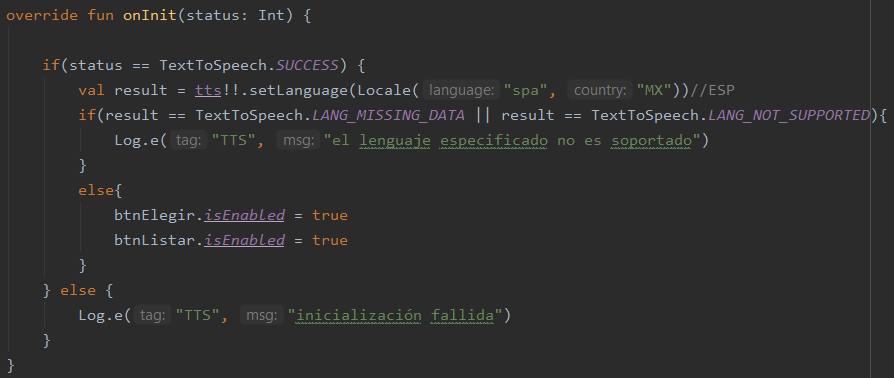 override fun onInit(status: Int) {
if(status == TextToSpeech.SUCCESS) {
val result = tts!!.setLanguage(Locale( language: "spa", country: "MX"))//ESP
if(result == TextToSpeech.LANG_MISSING_DATA || result == TextToSpeech.LANG_NOT_SUPPORTED){
Log.e( tag: "TTS", msg: "el lenguaje especificado no es soportado")
}
else{
btnElegir.isEnabled = true
btnListar.isEnabled = true
}
} else {
Log.e( tag: "TTS", msg: "inicialización fallida")
}
}